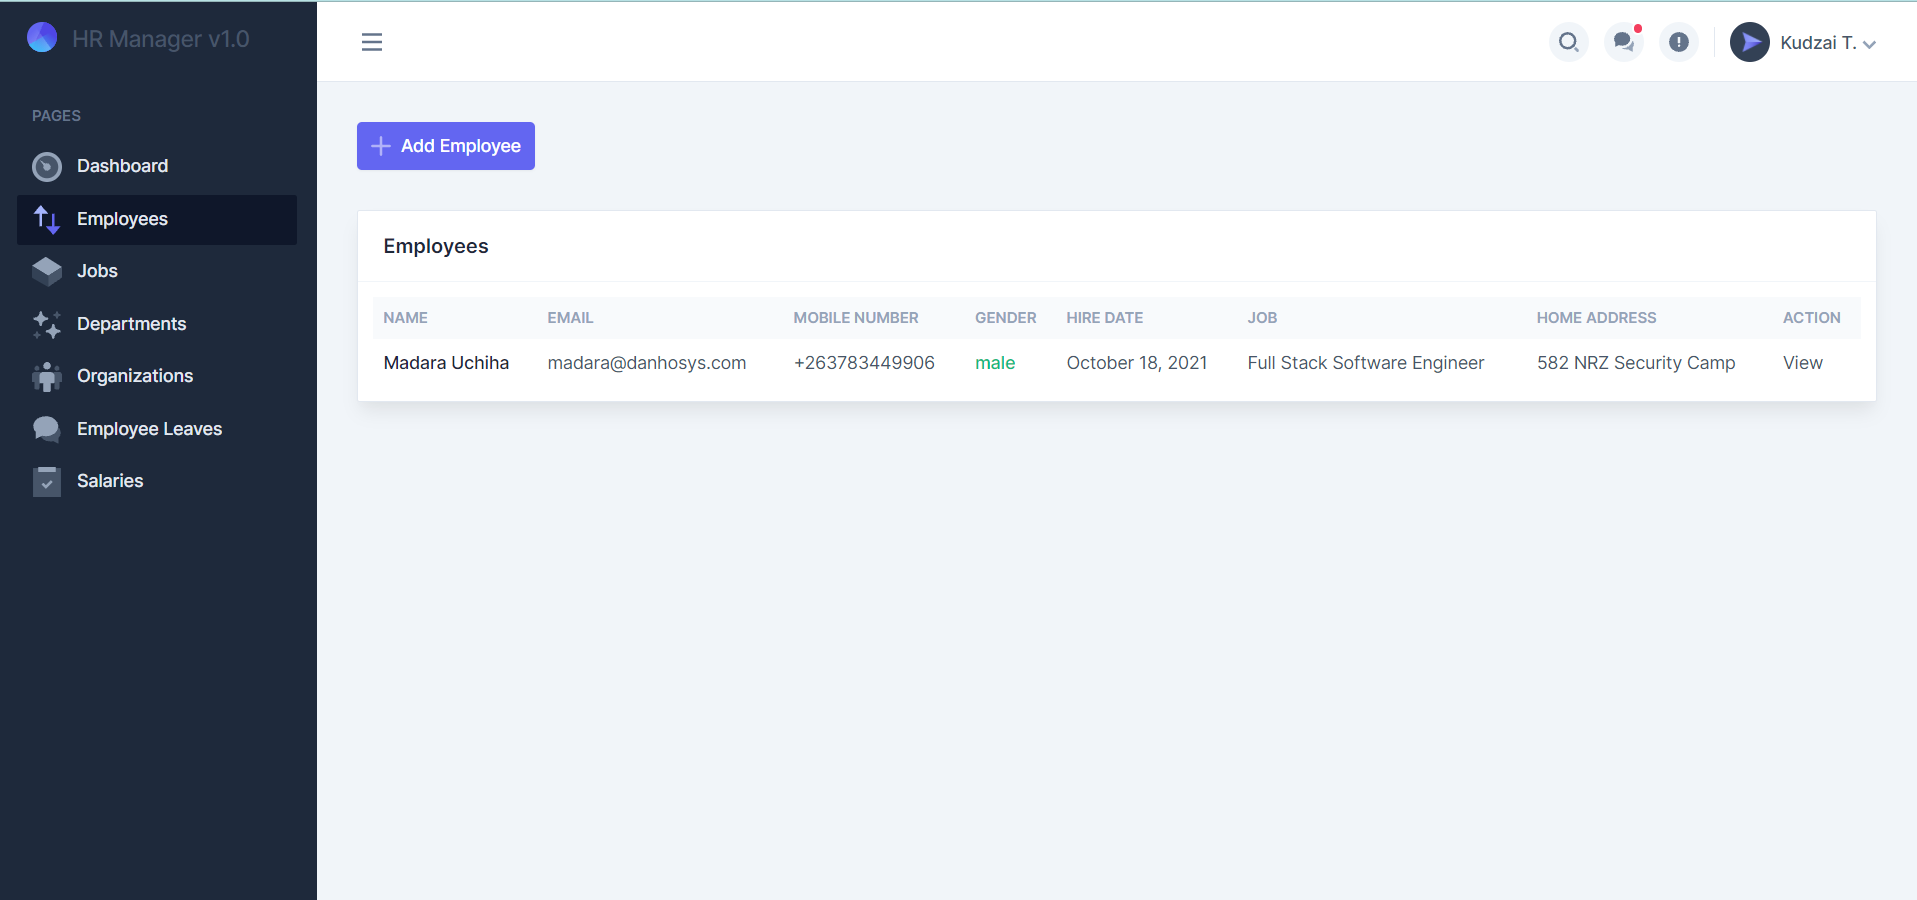 HR Manager v1.0
Kudzai T.
PAGES
Dashboard
Employees
Jobs
Departments
Organizations
Employee Leaves
Salaries
Add Employee
Employees
NAME EMAIL MOBILE NUMBER GENDER HIRE DATE JOB HOME ADDRESS ACTION
Madara Uchiha madara@danhosys.com +263783449906 male October 18, 2021 Full Stack Software Engineer 582 NRZ Security Camp View